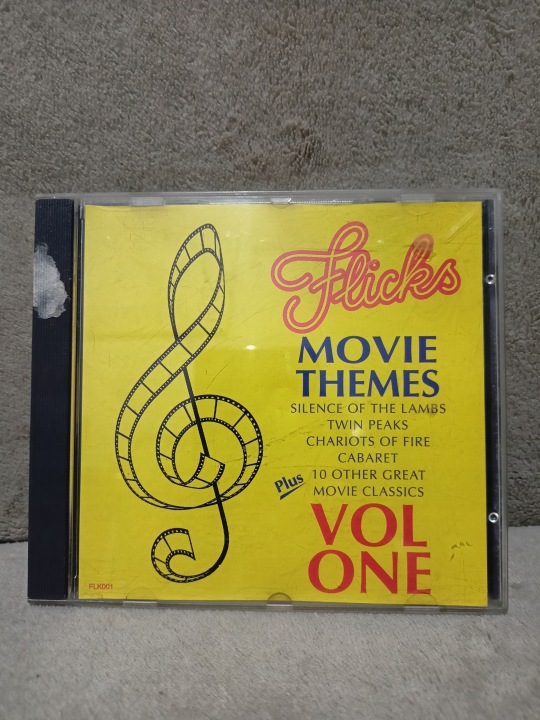 Flicks
MOVIE
THEMES
SILENCE OF THE LAMBS
TWIN PEAKS
CHARIOTS OF FIRE
CABARET
Plus 10 OTHER GREAT
MOVIE CLASSICS
VOL
ONE
FLK001